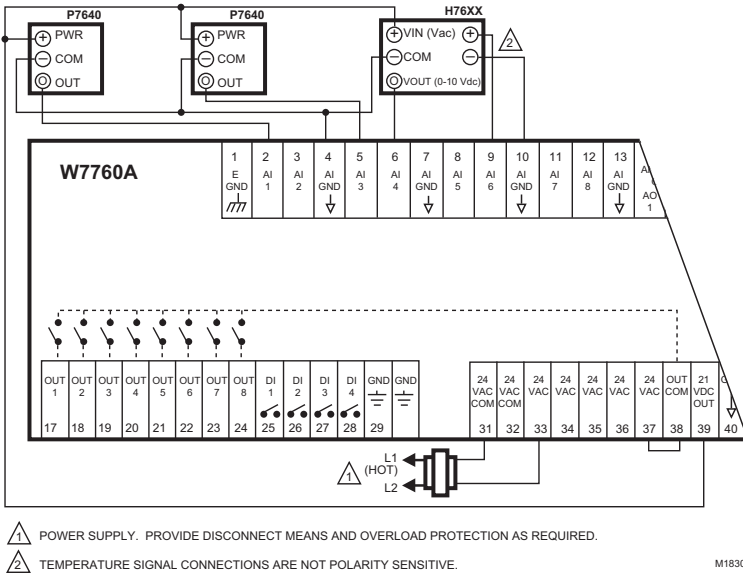 P7640
P7640
H76XX
PWR
COM
OUT
PWR
COM
OUT
VIN (Vac)
COM
VOUT (0-10 Vdc)
2
W7760A
1 2 3 4 5 6 7 8 9 10 11 12 13
E GND
AI 1
AI 2
AI GND
AI 3
AI 4
AI GND
AI 5
AI 6
AI GND
AI 7
AI 8
AI GND
AO 1
OUT 1
OUT 2
OUT 3
OUT 4
OUT 5
OUT 6
OUT 7
OUT 8
DI 1
DI 2
DI 3
DI 4
GND
GND
24 VAC COM
24 VAC COM
24 VAC
24 VAC
24 VAC
24 VAC
24 VAC
OUT COM
21 VDC OUT
17 18 19 20 21 22 23 24 25 26 27 28 29
31 32 33 34 35 36 37 38 39 40
L1
(HOT)
L2
1
1 POWER SUPPLY. PROVIDE DISCONNECT MEANS AND OVERLOAD PROTECTION AS REQUIRED.
2 TEMPERATURE SIGNAL CONNECTIONS ARE NOT POLARITY SENSITIVE.